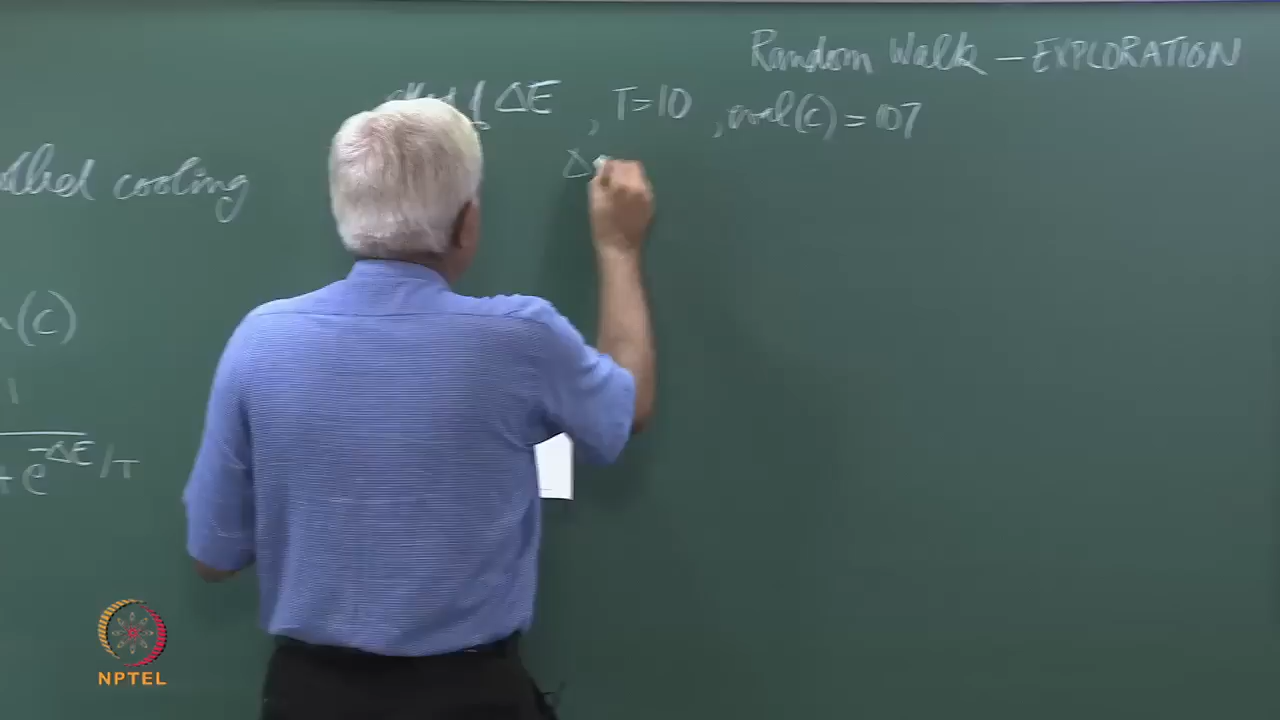 Random Walk – EXPLORATION
ΔE , T=10 , eval(c) = 107
Δ
cooling
(C)
1
+ e^-ΔE/T
NPTEL